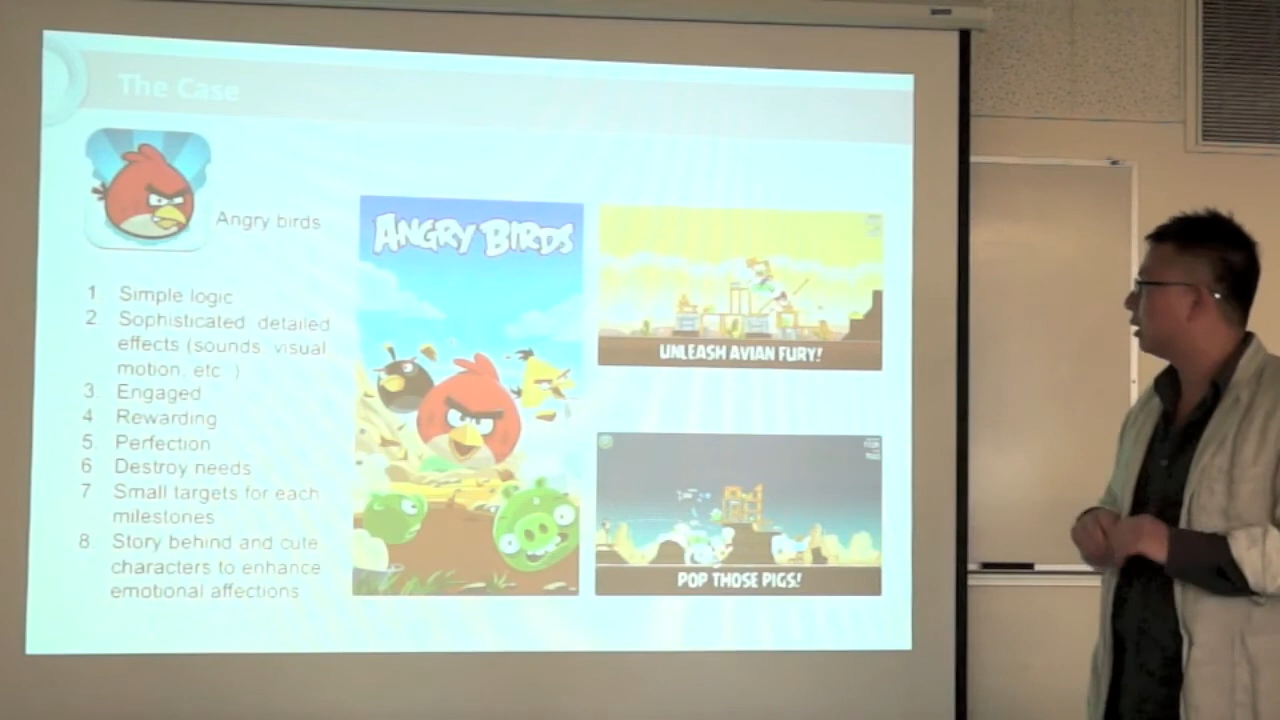 The Case
Angry birds
1 Simple logic
2. Sophisticated detailed
effects (sounds visual
motion, etc )
3. Engaged
4 Rewarding
5. Perfection
6 Destroy needs
7 Small targets for each
milestones
8. Story behind and cute
characters to enhance
emotional affections
ANGRY BIRDS
UNLEASH AVIAN FURY!
POP THOSE PIGS!